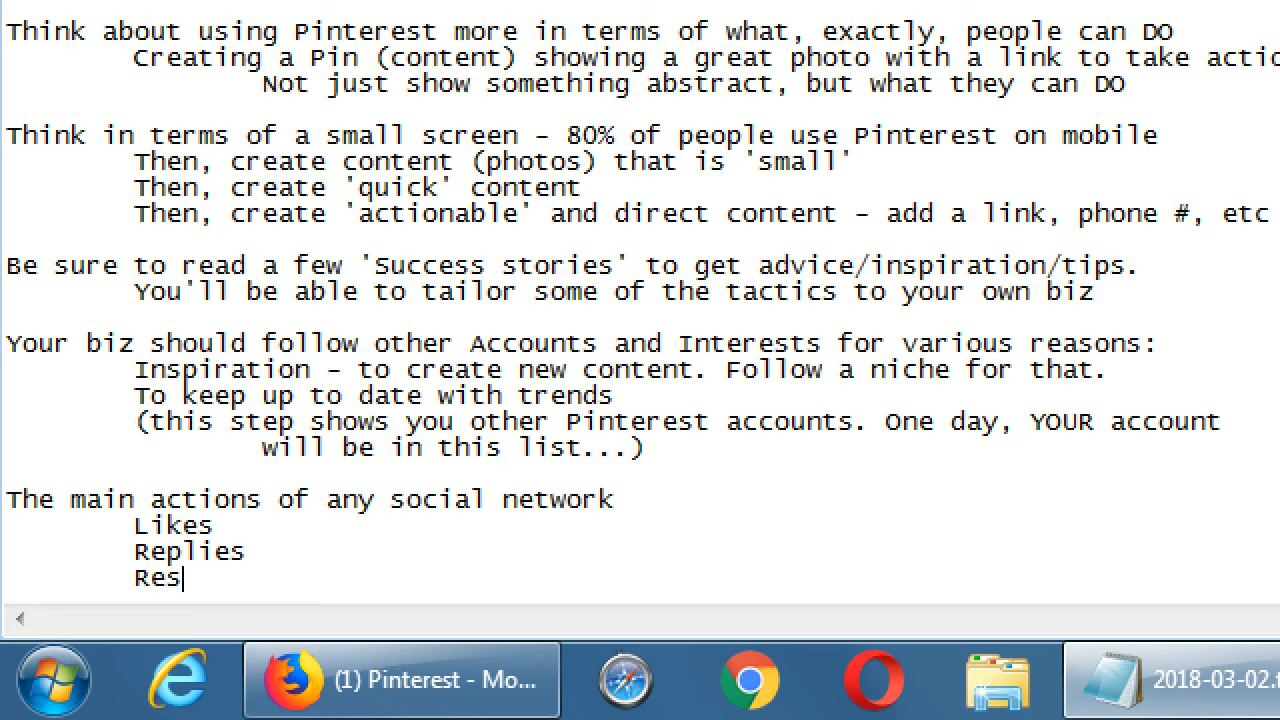 Think about using Pinterest more in terms of what, exactly, people can DO
Creating a Pin (content) showing a great photo with a link to take actio
Not just show something abstract, but what they can DO
Think in terms of a small screen - 80% of people use Pinterest on mobile
Then, create content (photos) that is 'small'
Then, create 'quick' content
Then, create 'actionable' and direct content - add a link, phone #, etc
Be sure to read a few 'Success stories' to get advice/inspiration/tips.
You'll be able to tailor some of the tactics to your own biz
Your biz should follow other Accounts and Interests for various reasons:
Inspiration - to create new content. Follow a niche for that.
To keep up to date with trends
(this step shows you other Pinterest accounts. One day, YOUR account
will be in this list...)
The main actions of any social network
Likes
Replies
Res
(1) Pinterest - Mo... 2018-03-02.t